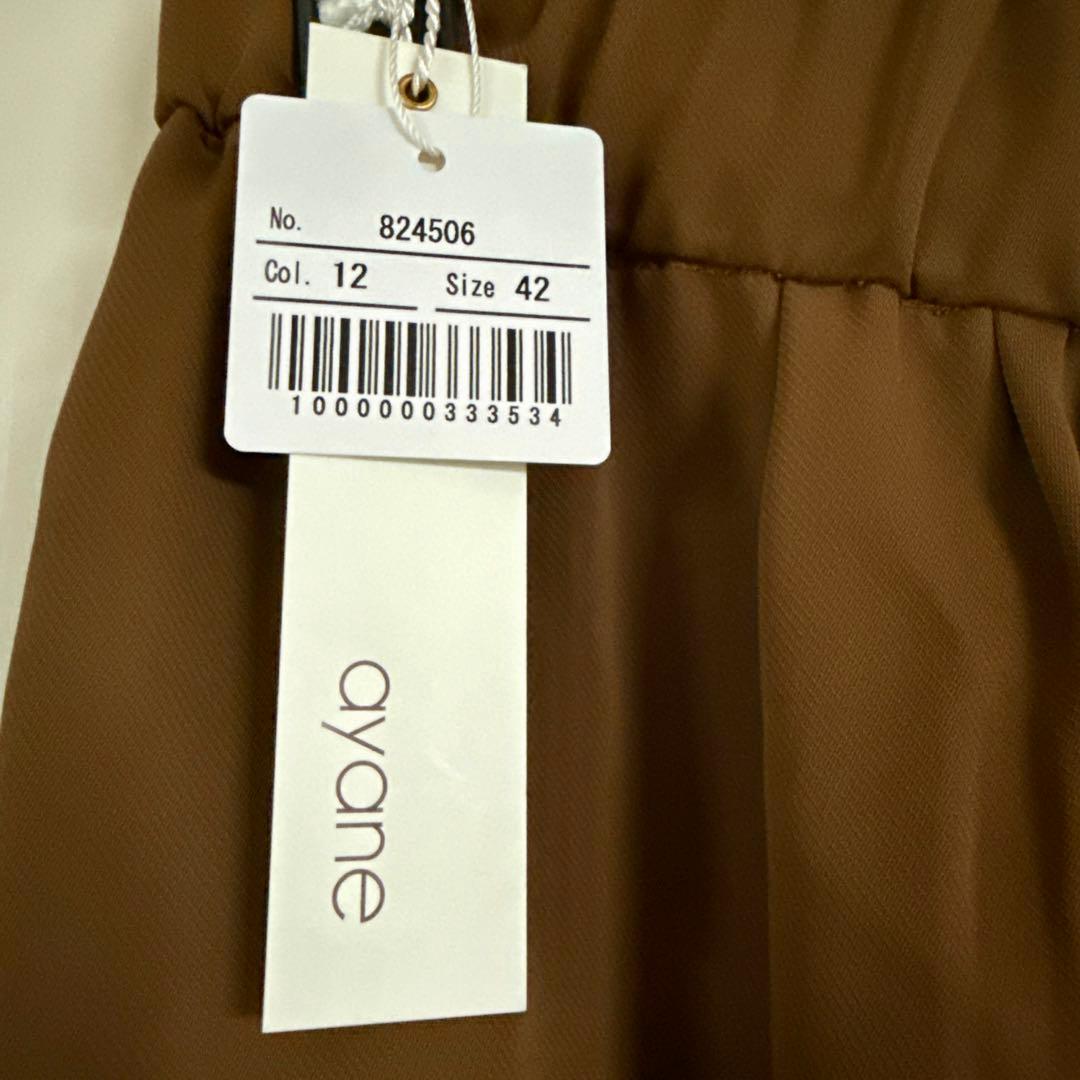 No. 824506
Col. 12 Size 42
1000000333534
ayane